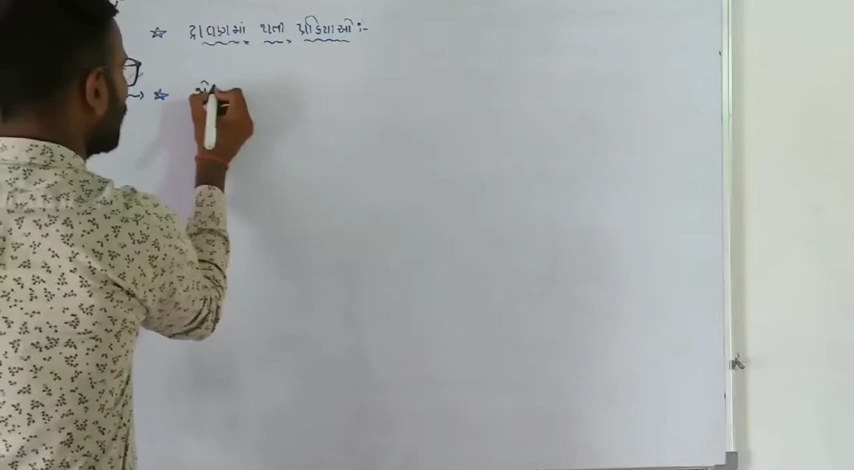 ☆ દ્રાવણમાં થતી પ્રક્રિયાઓ :-
→ ☆